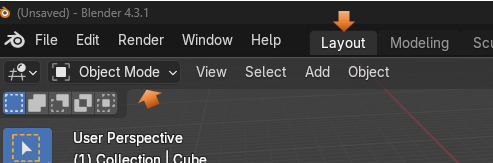 (Unsaved) - Blender 4.3.1
File Edit Render Window Help Layout Modeling
Object Mode View Select Add Object
User Perspective
(1) Collection | Cube